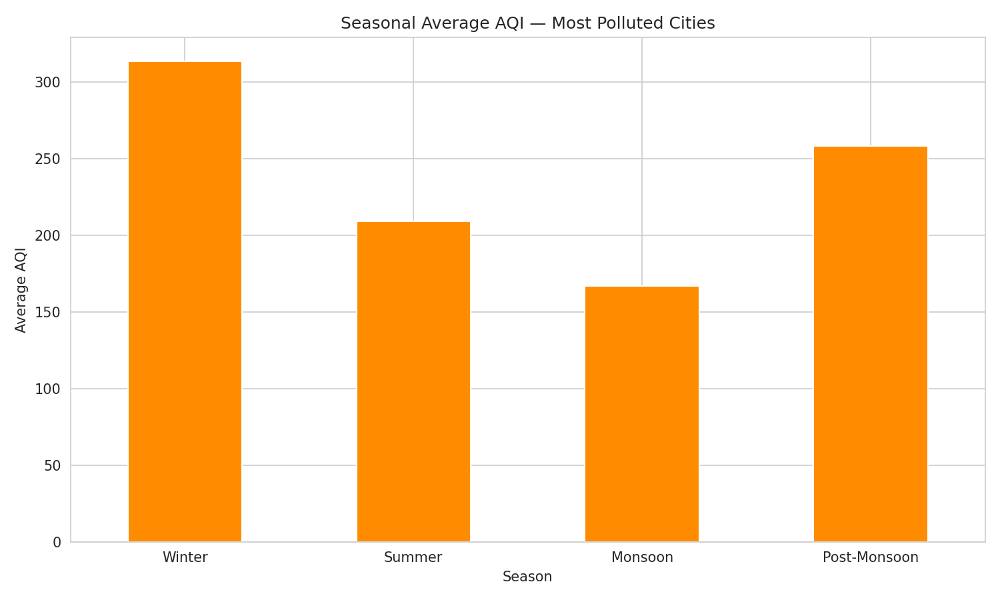 Seasonal Average AQI — Most Polluted Cities
300
250
200
150
100
50
0
Average AQI
Winter
Summer
Monsoon
Post-Monsoon
Season